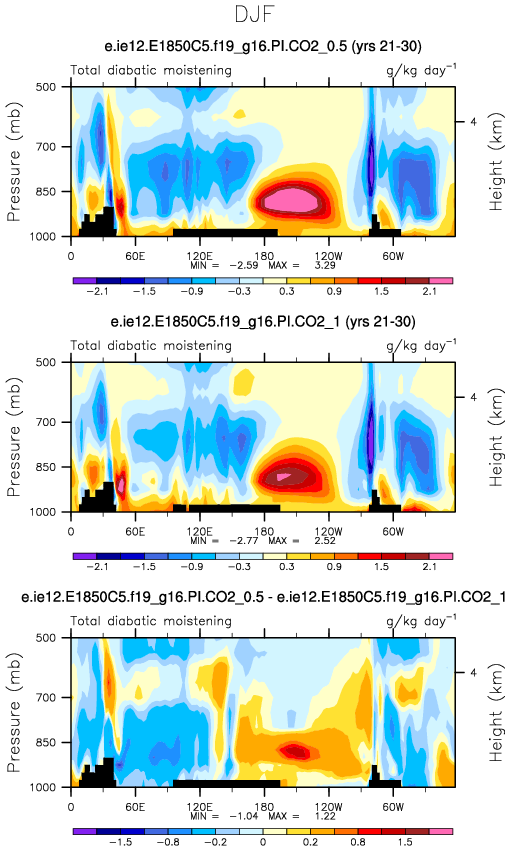 DJF
e.ie12.E1850C5.f19_g16.PI.CO2_0.5 (yrs 21-30)
Total diabatic moistening g/kg day⁻¹
500
700
850
1000
Pressure (mb)
4
Height (km)
0 60E 120E 180 120W 60W
MIN = -2.59 MAX = 3.29
-2.1 -1.5 -0.9 -0.3 0.3 0.9 1.5 2.1
e.ie12.E1850C5.f19_g16.PI.CO2_1 (yrs 21-30)
Total diabatic moistening g/kg day⁻¹
500
700
850
1000
Pressure (mb)
4
Height (km)
0 60E 120E 180 120W 60W
MIN = -2.77 MAX = 2.52
-2.1 -1.5 -0.9 -0.3 0.3 0.9 1.5 2.1
e.ie12.E1850C5.f19_g16.PI.CO2_0.5 - e.ie12.E1850C5.f19_g16.PI.CO2_1
Total diabatic moistening g/kg day⁻¹
500
700
850
1000
Pressure (mb)
4
Height (km)
0 60E 120E 180 120W 60W
MIN = -1.04 MAX = 1.22
-1.5 -0.8 -0.2 0 0.2 0.8 1.5